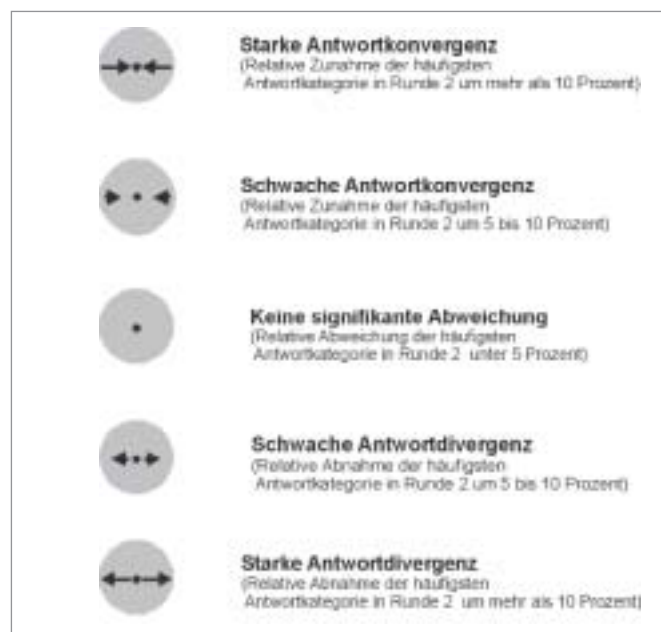 Starke Antwortkonvergenz
(Relative Zunahme der häufigsten
Antwortkategorie in Runde 2 um mehr als 10 Prozent)
Schwache Antwortkonvergenz
(Relative Zunahme der häufigsten
Antwortkategorie in Runde 2 um 5 bis 10 Prozent)
Keine signifikante Abweichung
(Relative Abweichung der häufigsten
Antwortkategorie in Runde 2 unter 5 Prozent)
Schwache Antwortdivergenz
(Relative Abnahme der häufigsten
Antwortkategorie in Runde 2 um 5 bis 10 Prozent)
Starke Antwortdivergenz
(Relative Abnahme der häufigsten
Antwortkategorie in Runde 2 um mehr als 10 Prozent)